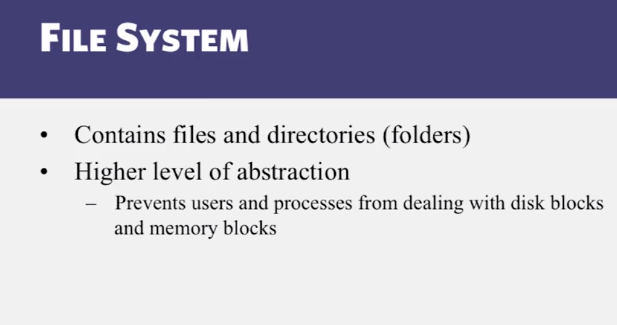 FILE SYSTEM
• Contains files and directories (folders)
• Higher level of abstraction
– Prevents users and processes from dealing with disk blocks
and memory blocks